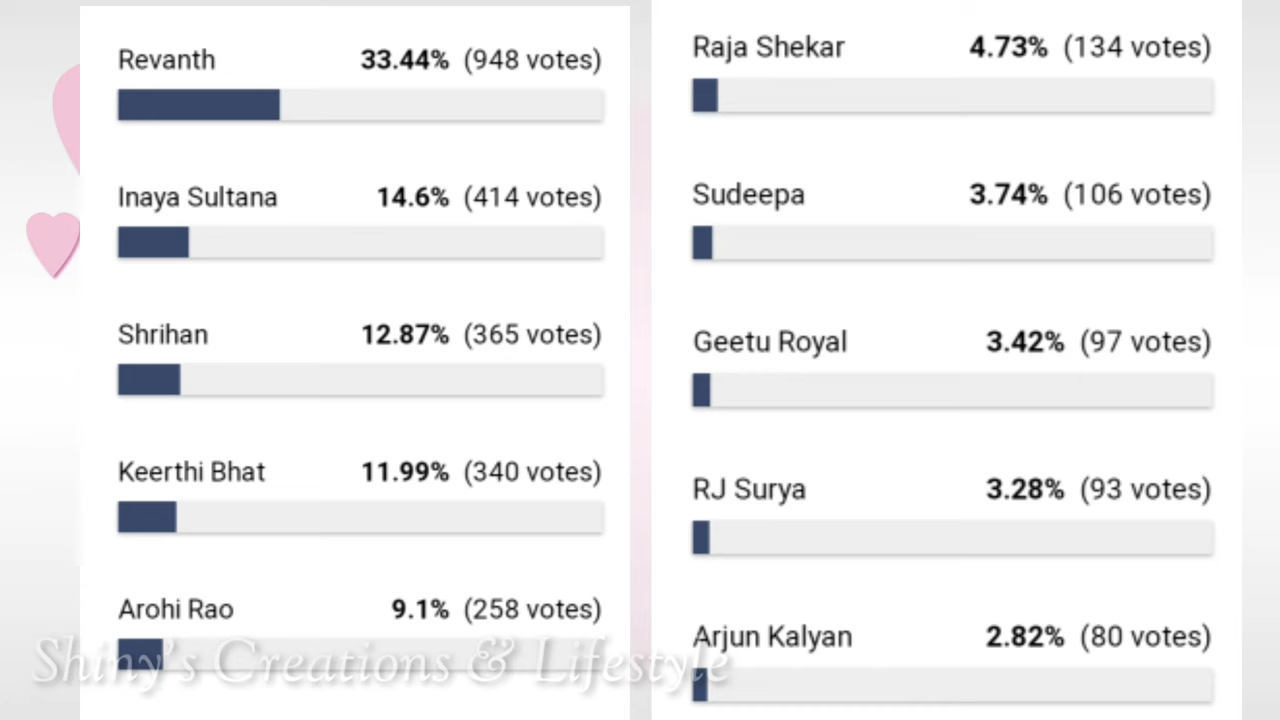 Revanth 33.44% (948 votes)
Inaya Sultana 14.6% (414 votes)
Shrihan 12.87% (365 votes)
Keerthi Bhat 11.99% (340 votes)
Arohi Rao 9.1% (258 votes)
Raja Shekar 4.73% (134 votes)
Sudeepa 3.74% (106 votes)
Geetu Royal 3.42% (97 votes)
RJ Surya 3.28% (93 votes)
Arjun Kalyan 2.82% (80 votes)
Shiny's Creations & Lifestyle